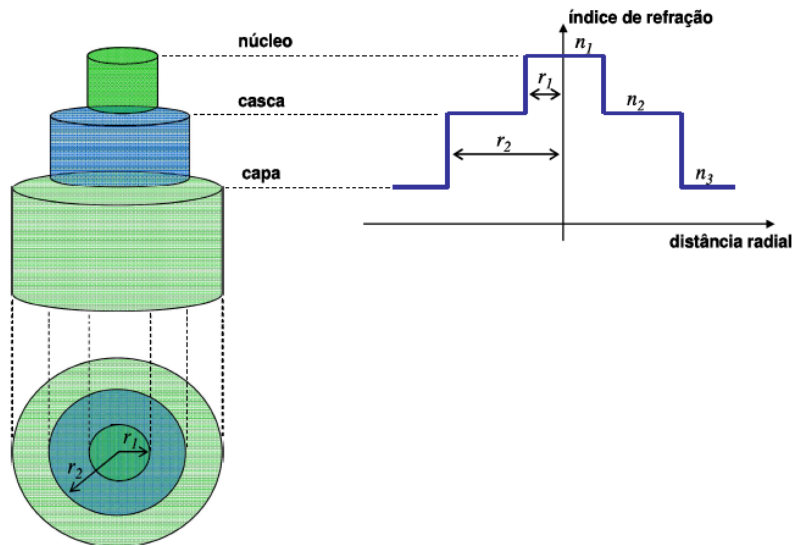 índice de refração
núcleo
n1
r1
casca
n2
r2
capa
n3
distância radial
r1
r2